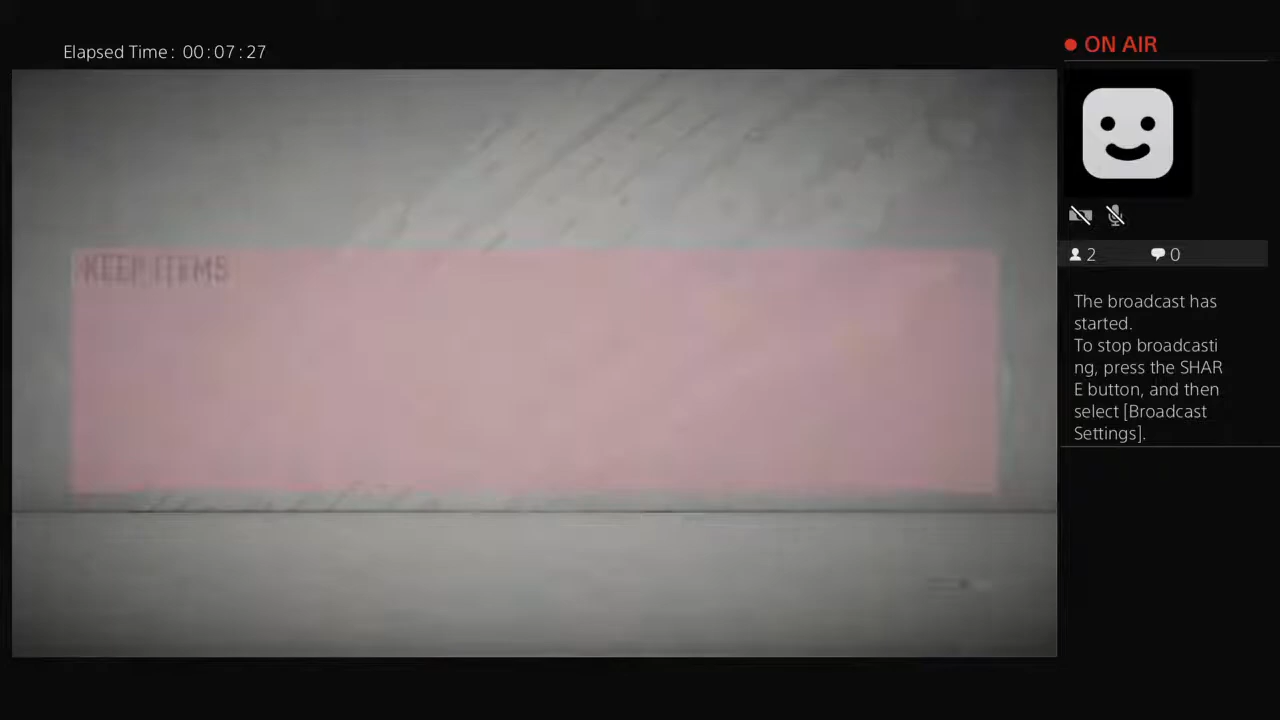 Elapsed Time: 00:07:27
ON AIR
KEEP ITEMS
2
0
The broadcast has
started.
To stop broadcasti
ng, press the SHAR
E button, and then
select [Broadcast
Settings].